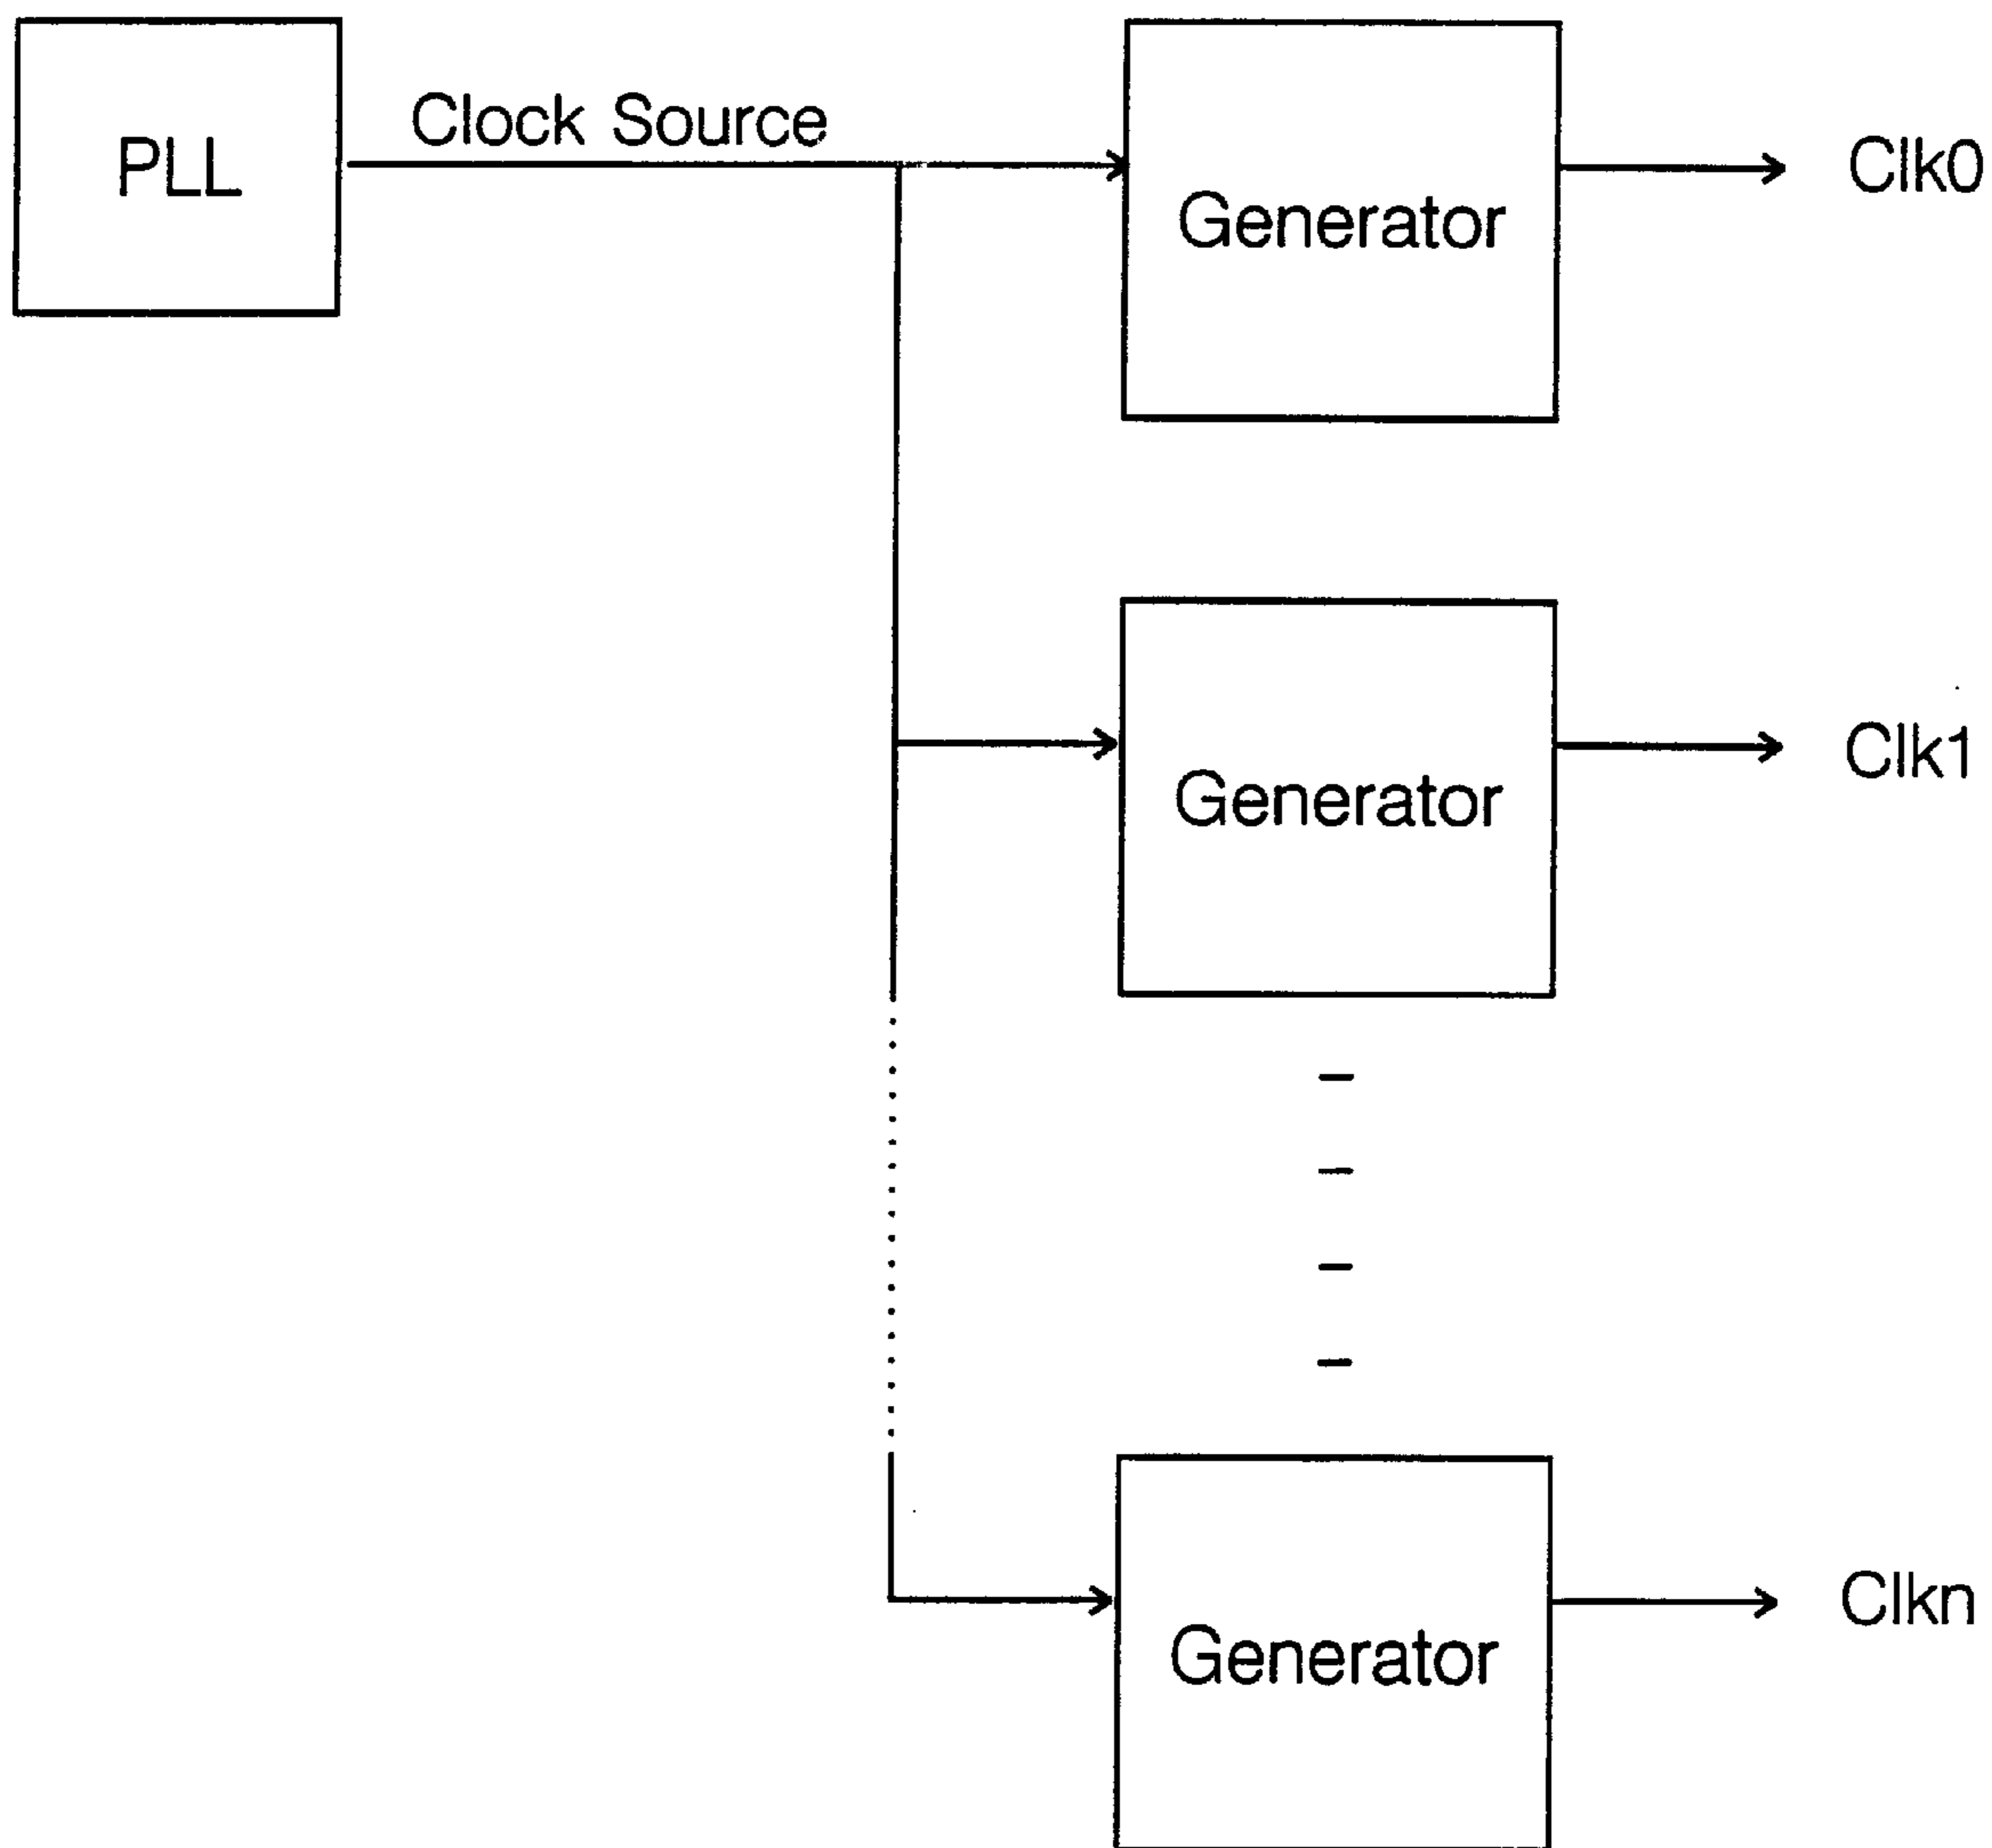 PLL
Clock Source
Generator
Clk0
Generator
Clk1
Generator
Clkn